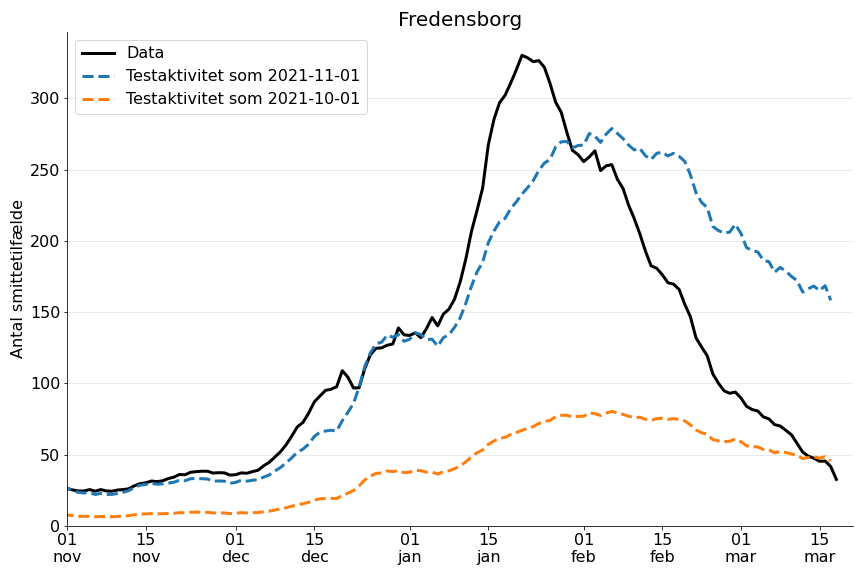 Fredensborg
Data
Testaktivitet som 2021-11-01
Testaktivitet som 2021-10-01
Antal smittetilfælde
300
250
200
150
100
50
0
01 15 01 15 01 15 01 15 01 15
nov nov dec dec jan jan feb feb mar mar